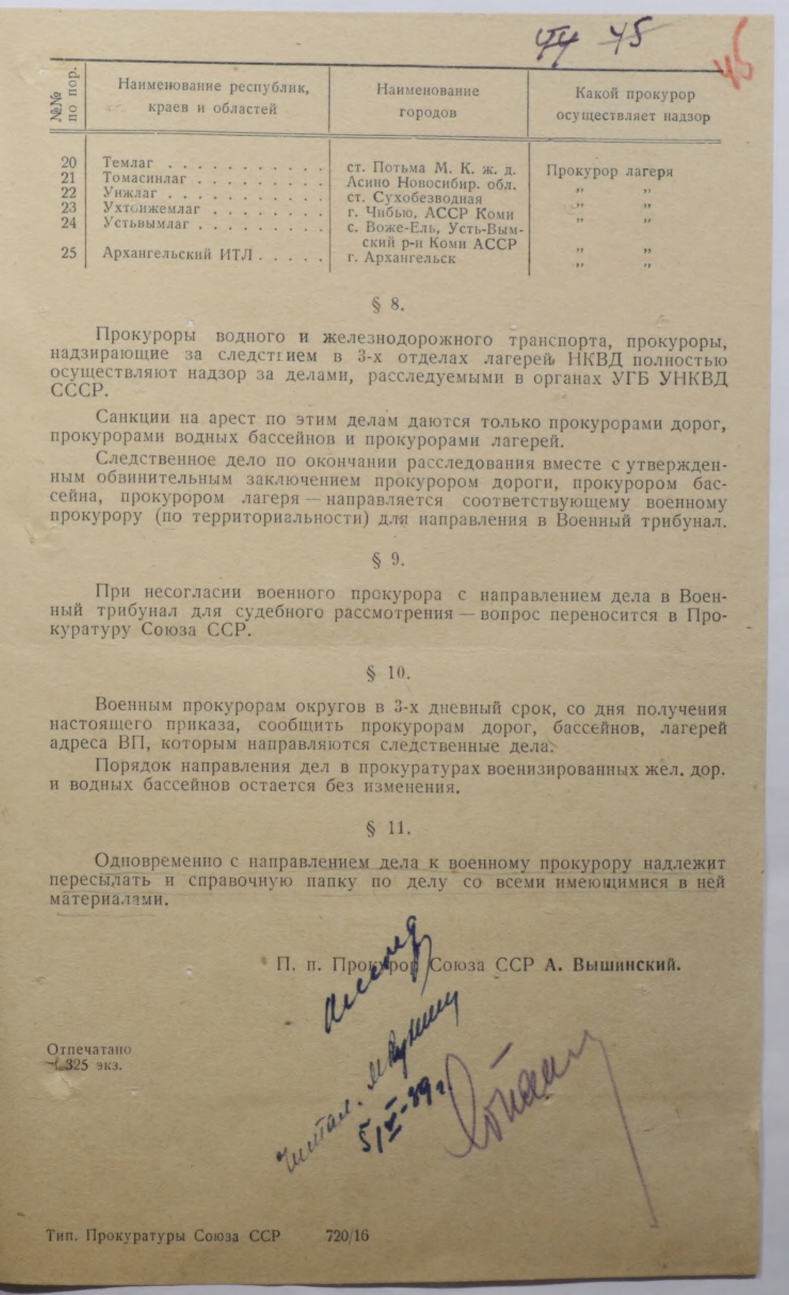 44 45
45
№№ по пор.
Наименование республик, краев и областей
Наименование городов
Какой прокурор осуществляет надзор
20 Темлаг . . . . . . . . . . . ст. Потьма М. К. ж. д. Прокурор лагеря
21 Томасинлаг . . . . . . . . . Асино Новосибир. обл. „ „
22 Унжлаг . . . . . . . . . . . ст. Сухобезводная „ „
23 Ухтоижемлаг . . . . . . . . г. Чибью, АССР Коми „ „
24 Устьвымлаг . . . . . . . . . с. Воже-Ель, Усть-Вым-
ский р-н Коми АССР „ „
25 Архангельский ИТЛ . . . . . г. Архангельск „ „
§ 8.
Прокуроры водного и железнодорожного транспорта, прокуроры,
надзирающие за следствием в 3-х отделах лагерей НКВД полностью
осуществляют надзор за делами, расследуемыми в органах УГБ УНКВД
СССР.
Санкции на арест по этим делам даются только прокурорами дорог,
прокурорами водных бассейнов и прокурорами лагерей.
Следственное дело по окончании расследования вместе с утвержден-
ным обвинительным заключением прокурором дороги, прокурором бас-
сейна, прокурором лагеря — направляется соответствующему военному
прокурору (по территориальности) для направления в Военный трибунал.
§ 9.
При несогласии военного прокурора с направлением дела в Воен-
ный трибунал для судебного рассмотрения — вопрос переносится в Про-
куратуру Союза ССР.
§ 10.
Военным прокурорам округов в 3-х дневный срок, со дня получения
настоящего приказа, сообщить прокурорам дорог, бассейнов, лагерей
адреса ВП, которым направляются следственные дела.
Порядок направления дел в прокуратурах военизированных жел. дор.
и водных бассейнов остается без изменения.
§ 11.
Одновременно с направлением дела к военному прокурору надлежит
пересылать и справочную папку по делу со всеми имеющимися в ней
материалами.
П. п. Прокурор Союза ССР А. Вышинский.
Отпечатано
325 экз.
Читал.
5/X-39 г.
Тип. Прокуратуры Союза ССР 720/16